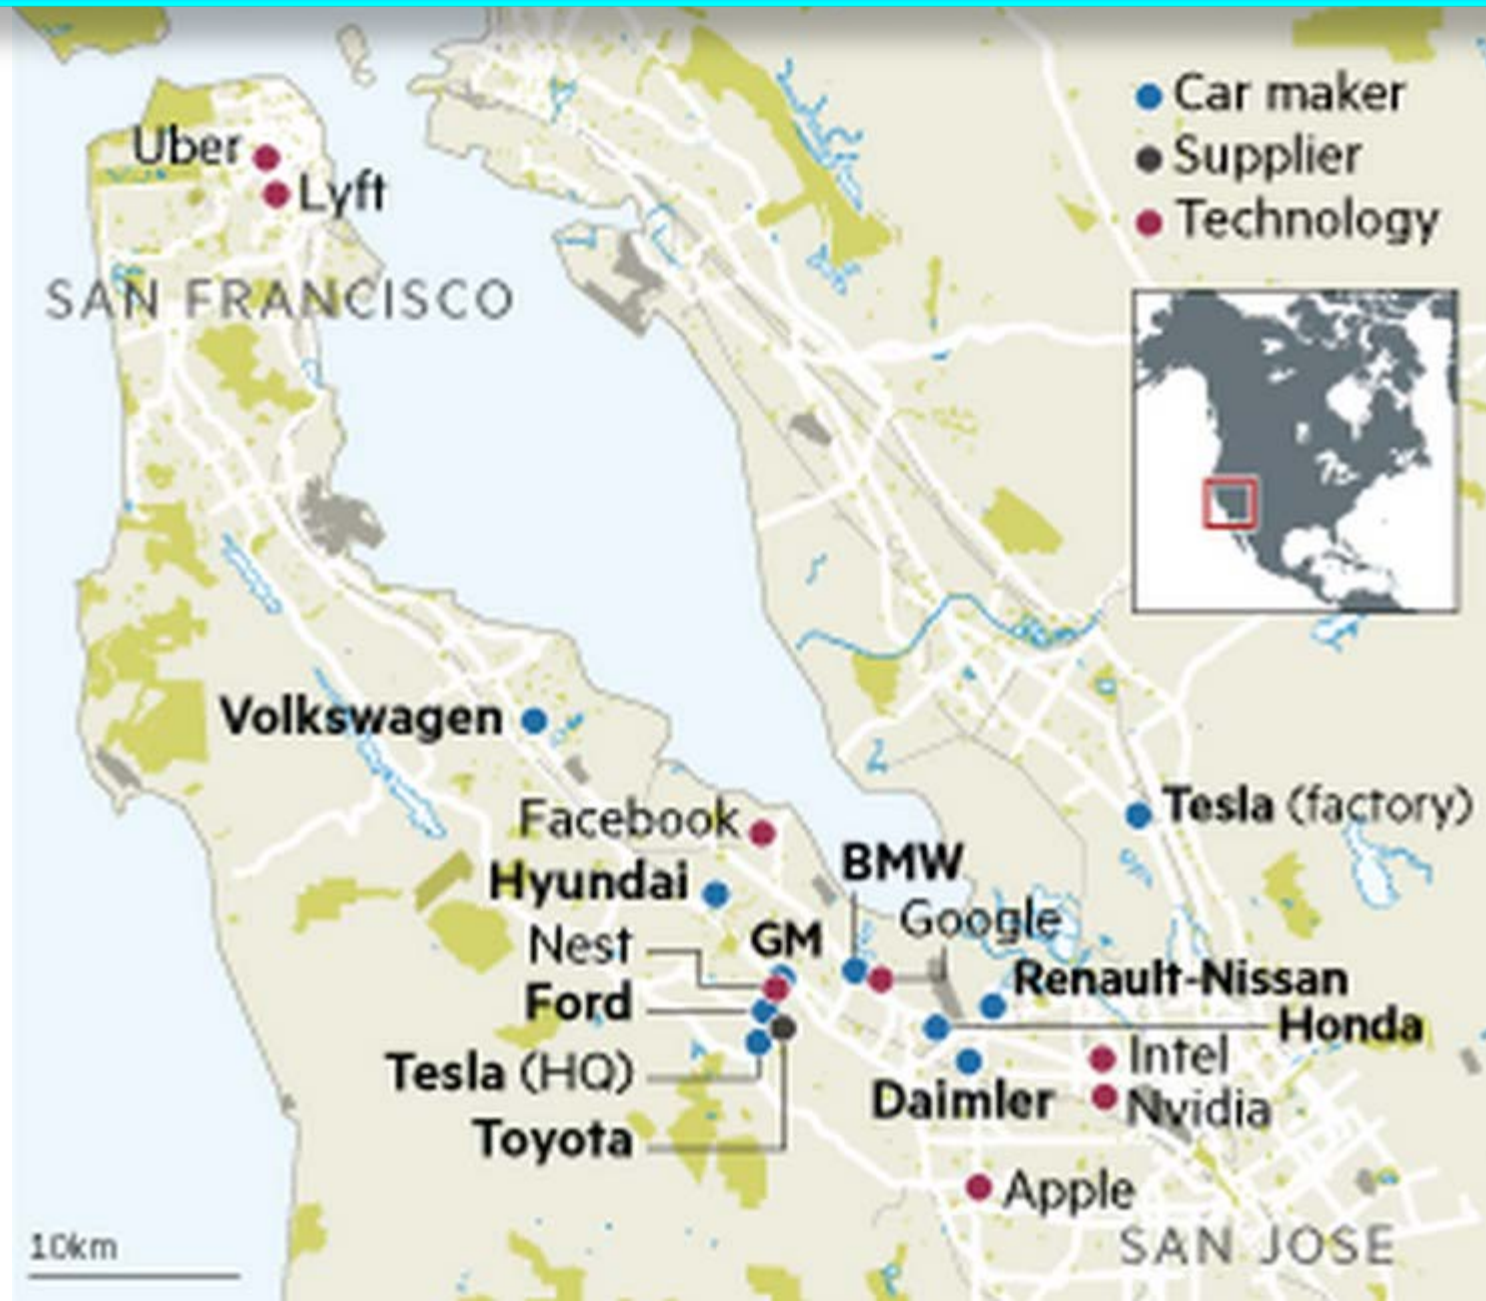 Car maker
Supplier
Technology
Uber
Lyft
SAN FRANCISCO
Volkswagen
Tesla (factory)
Facebook
BMW
Hyundai
Google
GM
Nest
Renault-Nissan
Ford
Honda
Intel
Tesla (HQ)
Daimler
Nvidia
Toyota
Apple
SAN JOSE
10km